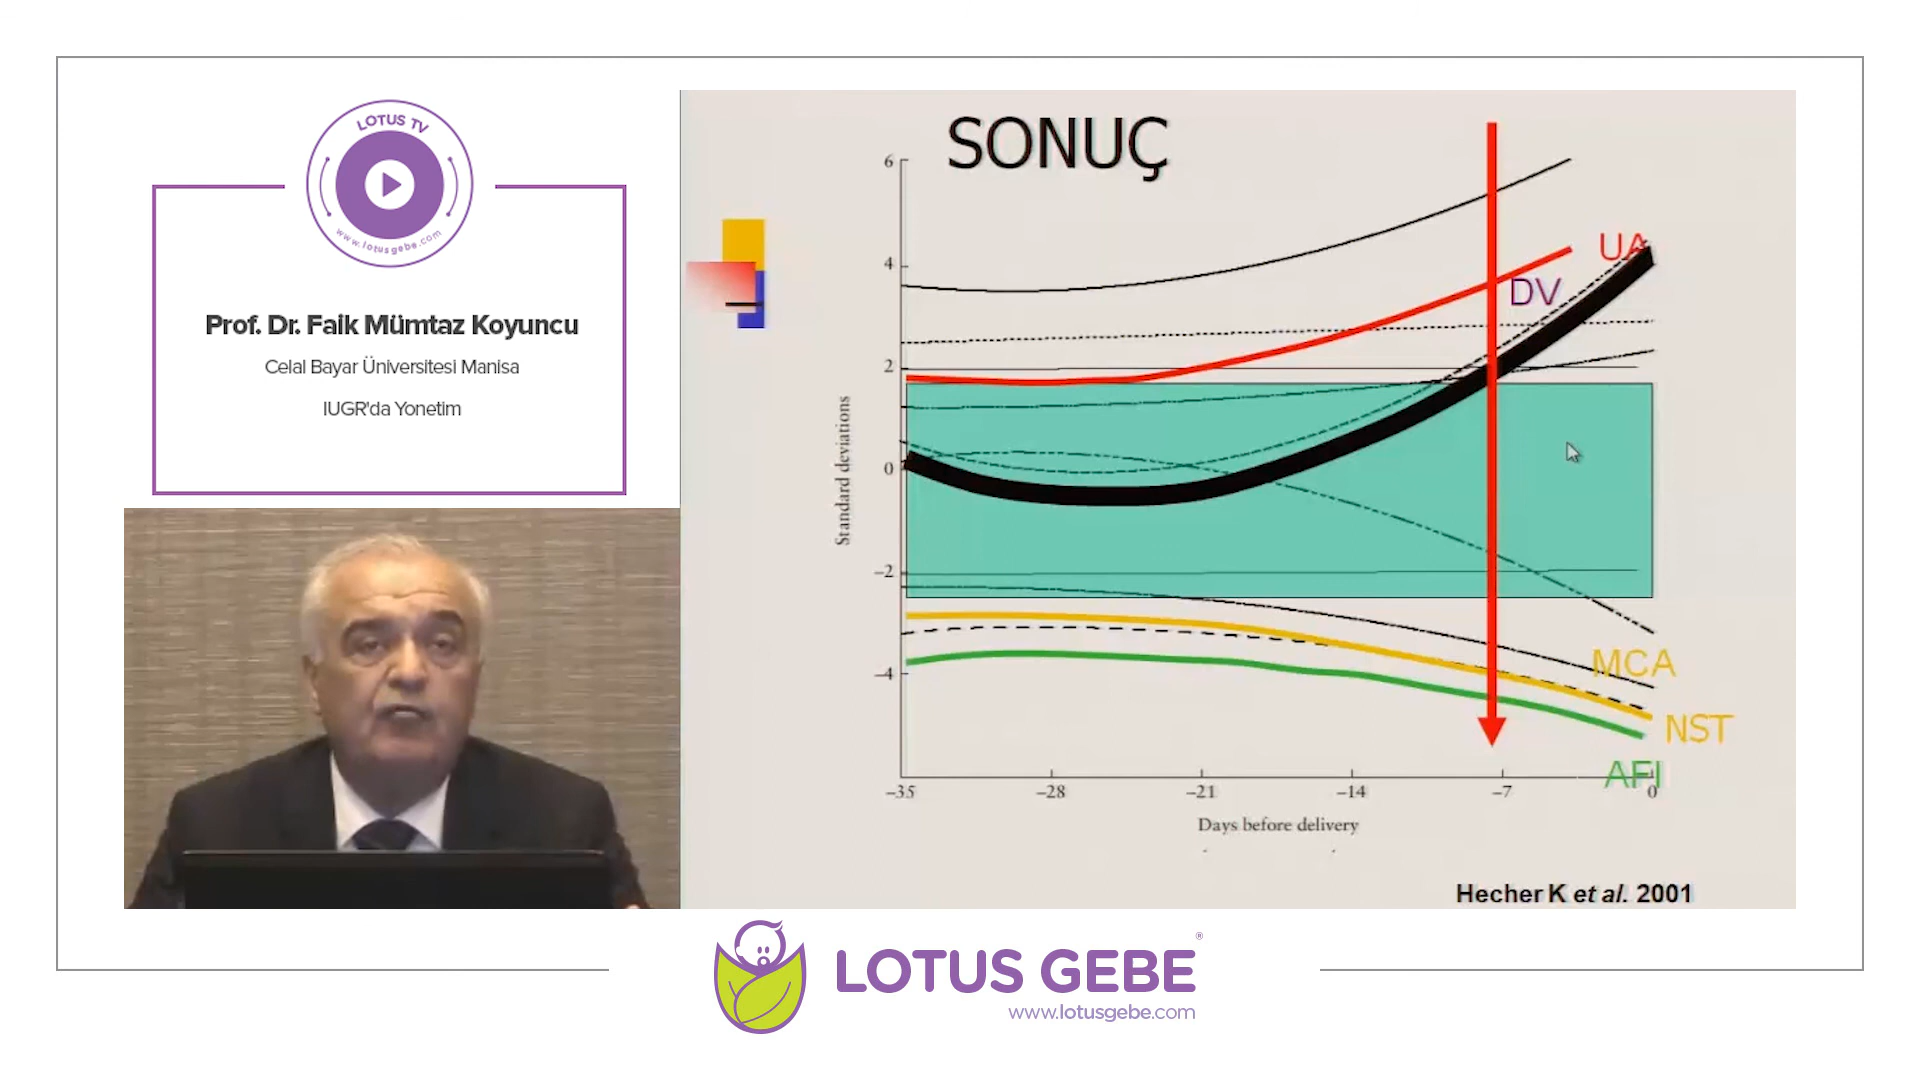 LOTUS TV
www.lotusgebe.com
Prof. Dr. Faik Mümtaz Koyuncu
Celal Bayar Üniversitesi Manisa
IUGR'da Yonetim
SONUÇ
6
4
2
0
–2
–4
Standard deviations
UA
DV
MCA
NST
AFI
–35
–28
–21
–14
–7
0
Days before delivery
Hecher K et al. 2001
LOTUS GEBE®
www.lotusgebe.com